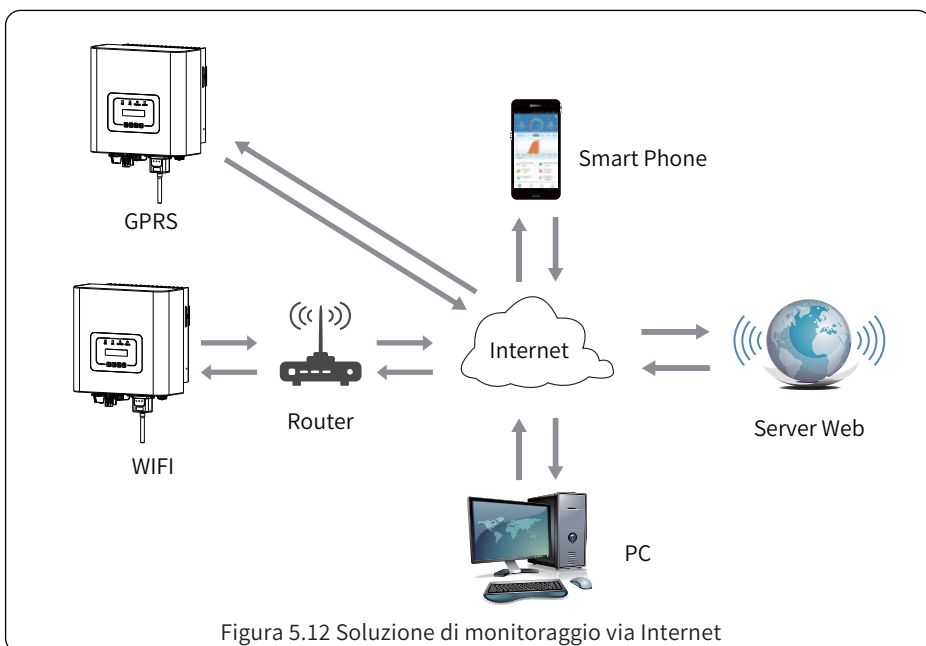 Smart Phone
GPRS
Internet
Router
Server Web
WIFI
PC
Figura 5.12 Soluzione di monitoraggio via Internet